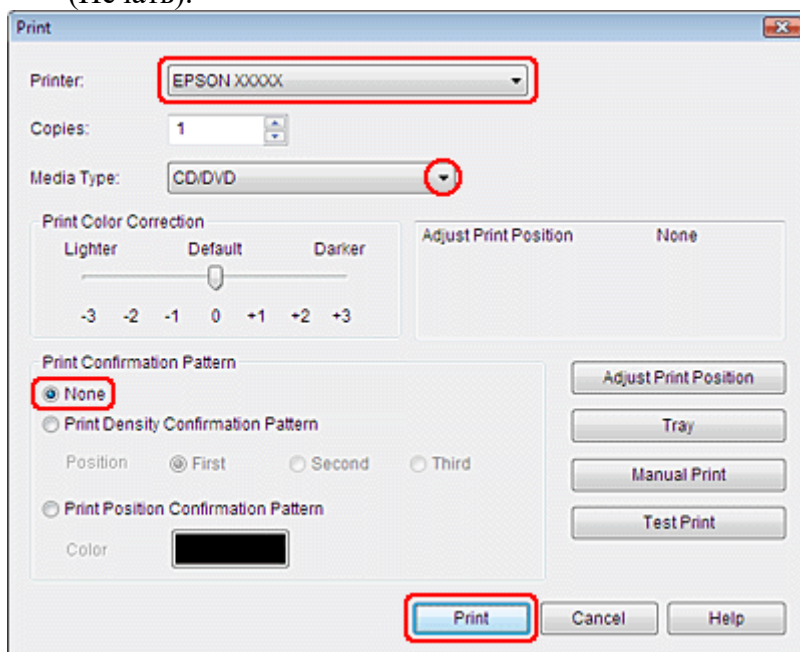 (Печать).
Print
Printer: EPSON XXXXX
Copies: 1
Media Type: CD/DVD
Print Color Correction
Lighter Default Darker
-3 -2 -1 0 +1 +2 +3
Adjust Print Position None
Print Confirmation Pattern
None
Print Density Confirmation Pattern
Position First Second Third
Print Position Confirmation Pattern
Color
Adjust Print Position
Tray
Manual Print
Test Print
Print Cancel Help